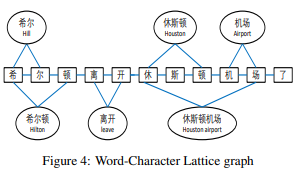 希尔
Hill
休斯顿
Houston
机场
Airport
希 尔 顿 离 开 休 斯 顿 机 场 了
希尔顿
Hilton
离开
leave
休斯顿机场
Houston airport
Figure 4: Word-Character Lattice graph